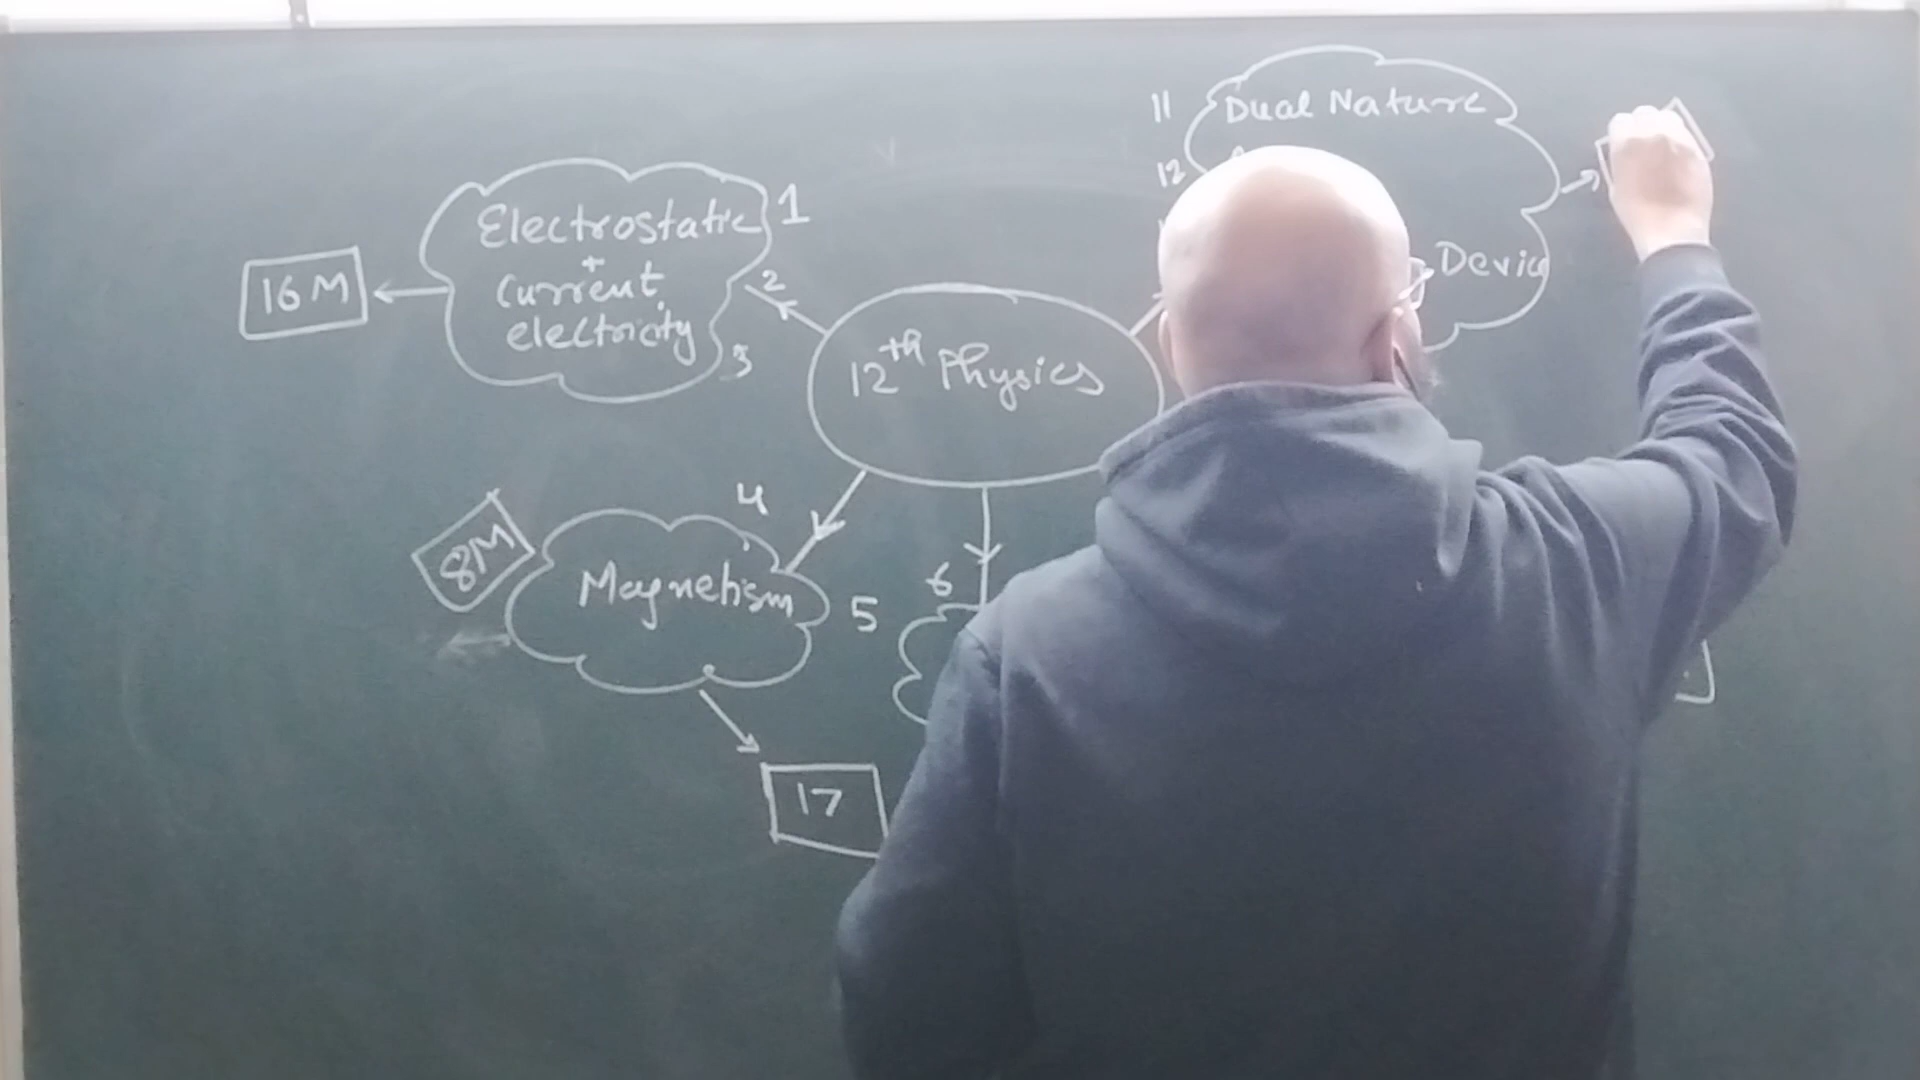 11
Dual Nature
12
Device
Electrostatic
1
+
current
electricity
2
3
16 M
12th Physics
4
8M
Magnetism
5
6
17